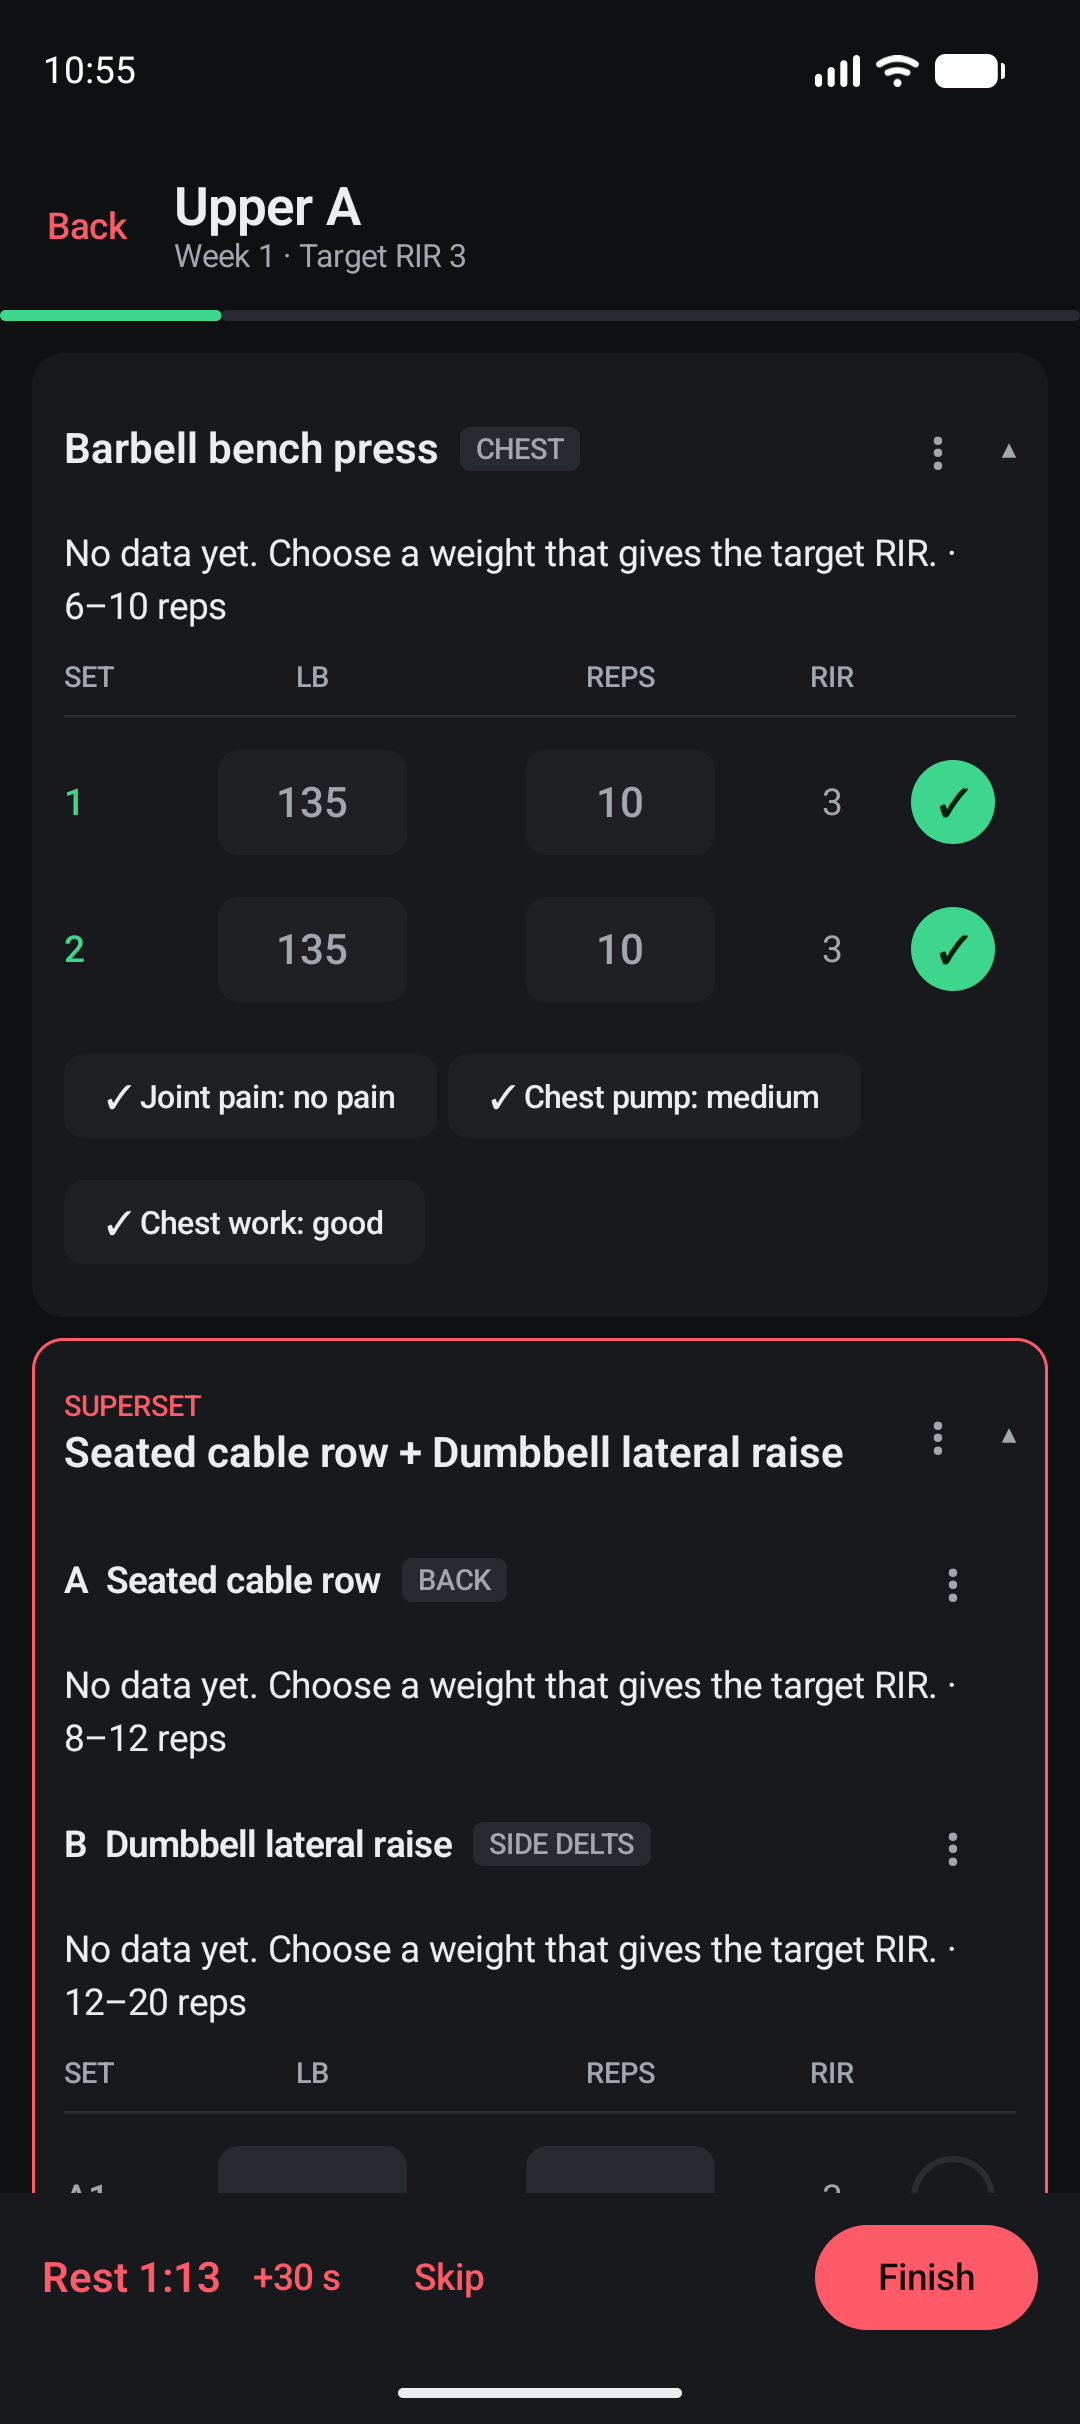 10:55
Back
Upper A
Week 1 · Target RIR 3
Barbell bench press CHEST
No data yet. Choose a weight that gives the target RIR. ·
6–10 reps
SET LB REPS RIR
1 135 10 3 ✓
2 135 10 3 ✓
✓ Joint pain: no pain ✓ Chest pump: medium
✓ Chest work: good
SUPERSET
Seated cable row + Dumbbell lateral raise
A Seated cable row BACK
No data yet. Choose a weight that gives the target RIR. ·
8–12 reps
B Dumbbell lateral raise SIDE DELTS
No data yet. Choose a weight that gives the target RIR. ·
12–20 reps
SET LB REPS RIR
Rest 1:13 +30 s Skip Finish